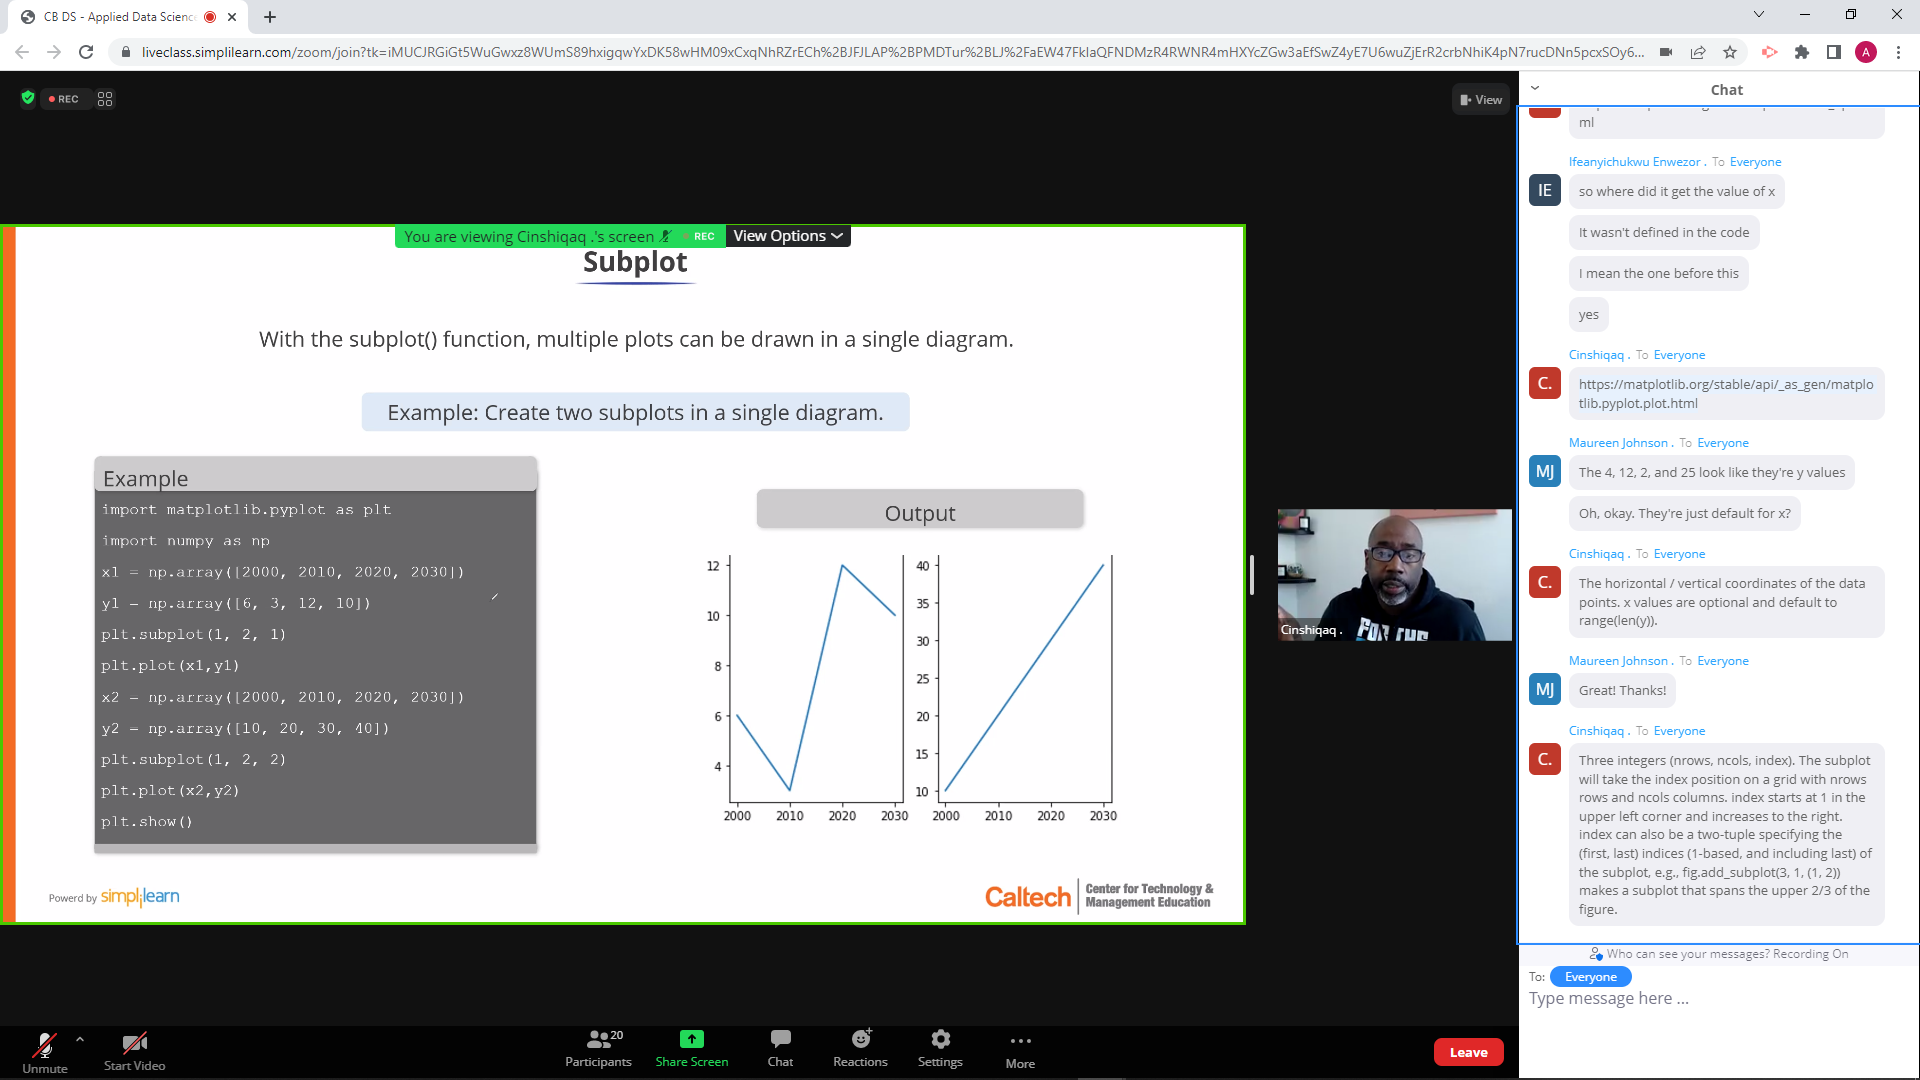 CB DS - Applied Data Scienc
liveclass.simplilearn.com/zoom/join?tk=iMUCJRGiGt5WuGwxz8WUmS89hxigqwYxDK58wHM09xCxqNhRZrECh%2BJFJLAP%2BPMDTur%2BLJ%2FaEW47FklaQFNDMzR4RWNR4mHXYcZGw3aEfSwZ4yE7U6wuZjErR2crbNhiK4pN7rucDNn5pcxSOy6...
A
REC
View
You are viewing Cinshiqaq .'s screen
REC
View Options
Subplot
With the subplot() function, multiple plots can be drawn in a single diagram.
Example: Create two subplots in a single diagram.
Example
import matplotlib.pyplot as plt
import numpy as np
x1 = np.array([2000, 2010, 2020, 2030])
y1 = np.array([6, 3, 12, 10])
plt.subplot(1, 2, 1)
plt.plot(x1,y1)
x2 = np.array([2000, 2010, 2020, 2030])
y2 = np.array([10, 20, 30, 40])
plt.subplot(1, 2, 2)
plt.plot(x2,y2)
plt.show()
Output
12
10
8
6
4
2000 2010 2020 2030
40
35
30
25
20
15
10
2000 2010 2020 2030
Powerd by simplilearn
Caltech
Center for Technology &
Management Education
FOR THE
Cinshiqaq .
Chat
ml
Ifeanyichukwu Enwezor . To Everyone
IE
so where did it get the value of x
It wasn't defined in the code
I mean the one before this
yes
Cinshiqaq . To Everyone
C.
https://matplotlib.org/stable/api/_as_gen/matplo
tlib.pyplot.plot.html
Maureen Johnson . To Everyone
MJ
The 4, 12, 2, and 25 look like they're y values
Oh, okay. They're just default for x?
Cinshiqaq . To Everyone
C.
The horizontal / vertical coordinates of the data
points. x values are optional and default to
range(len(y)).
Maureen Johnson . To Everyone
MJ
Great! Thanks!
Cinshiqaq . To Everyone
C.
Three integers (nrows, ncols, index). The subplot
will take the index position on a grid with nrows
rows and ncols columns. index starts at 1 in the
upper left corner and increases to the right.
index can also be a two-tuple specifying the
(first, last) indices (1-based, and including last) of
the subplot, e.g., fig.add_subplot(3, 1, (1, 2))
makes a subplot that spans the upper 2/3 of the
figure.
Who can see your messages? Recording On
To: Everyone
Type message here ...
Unmute
Start Video
20
Participants
Share Screen
Chat
Reactions
Settings
More
Leave